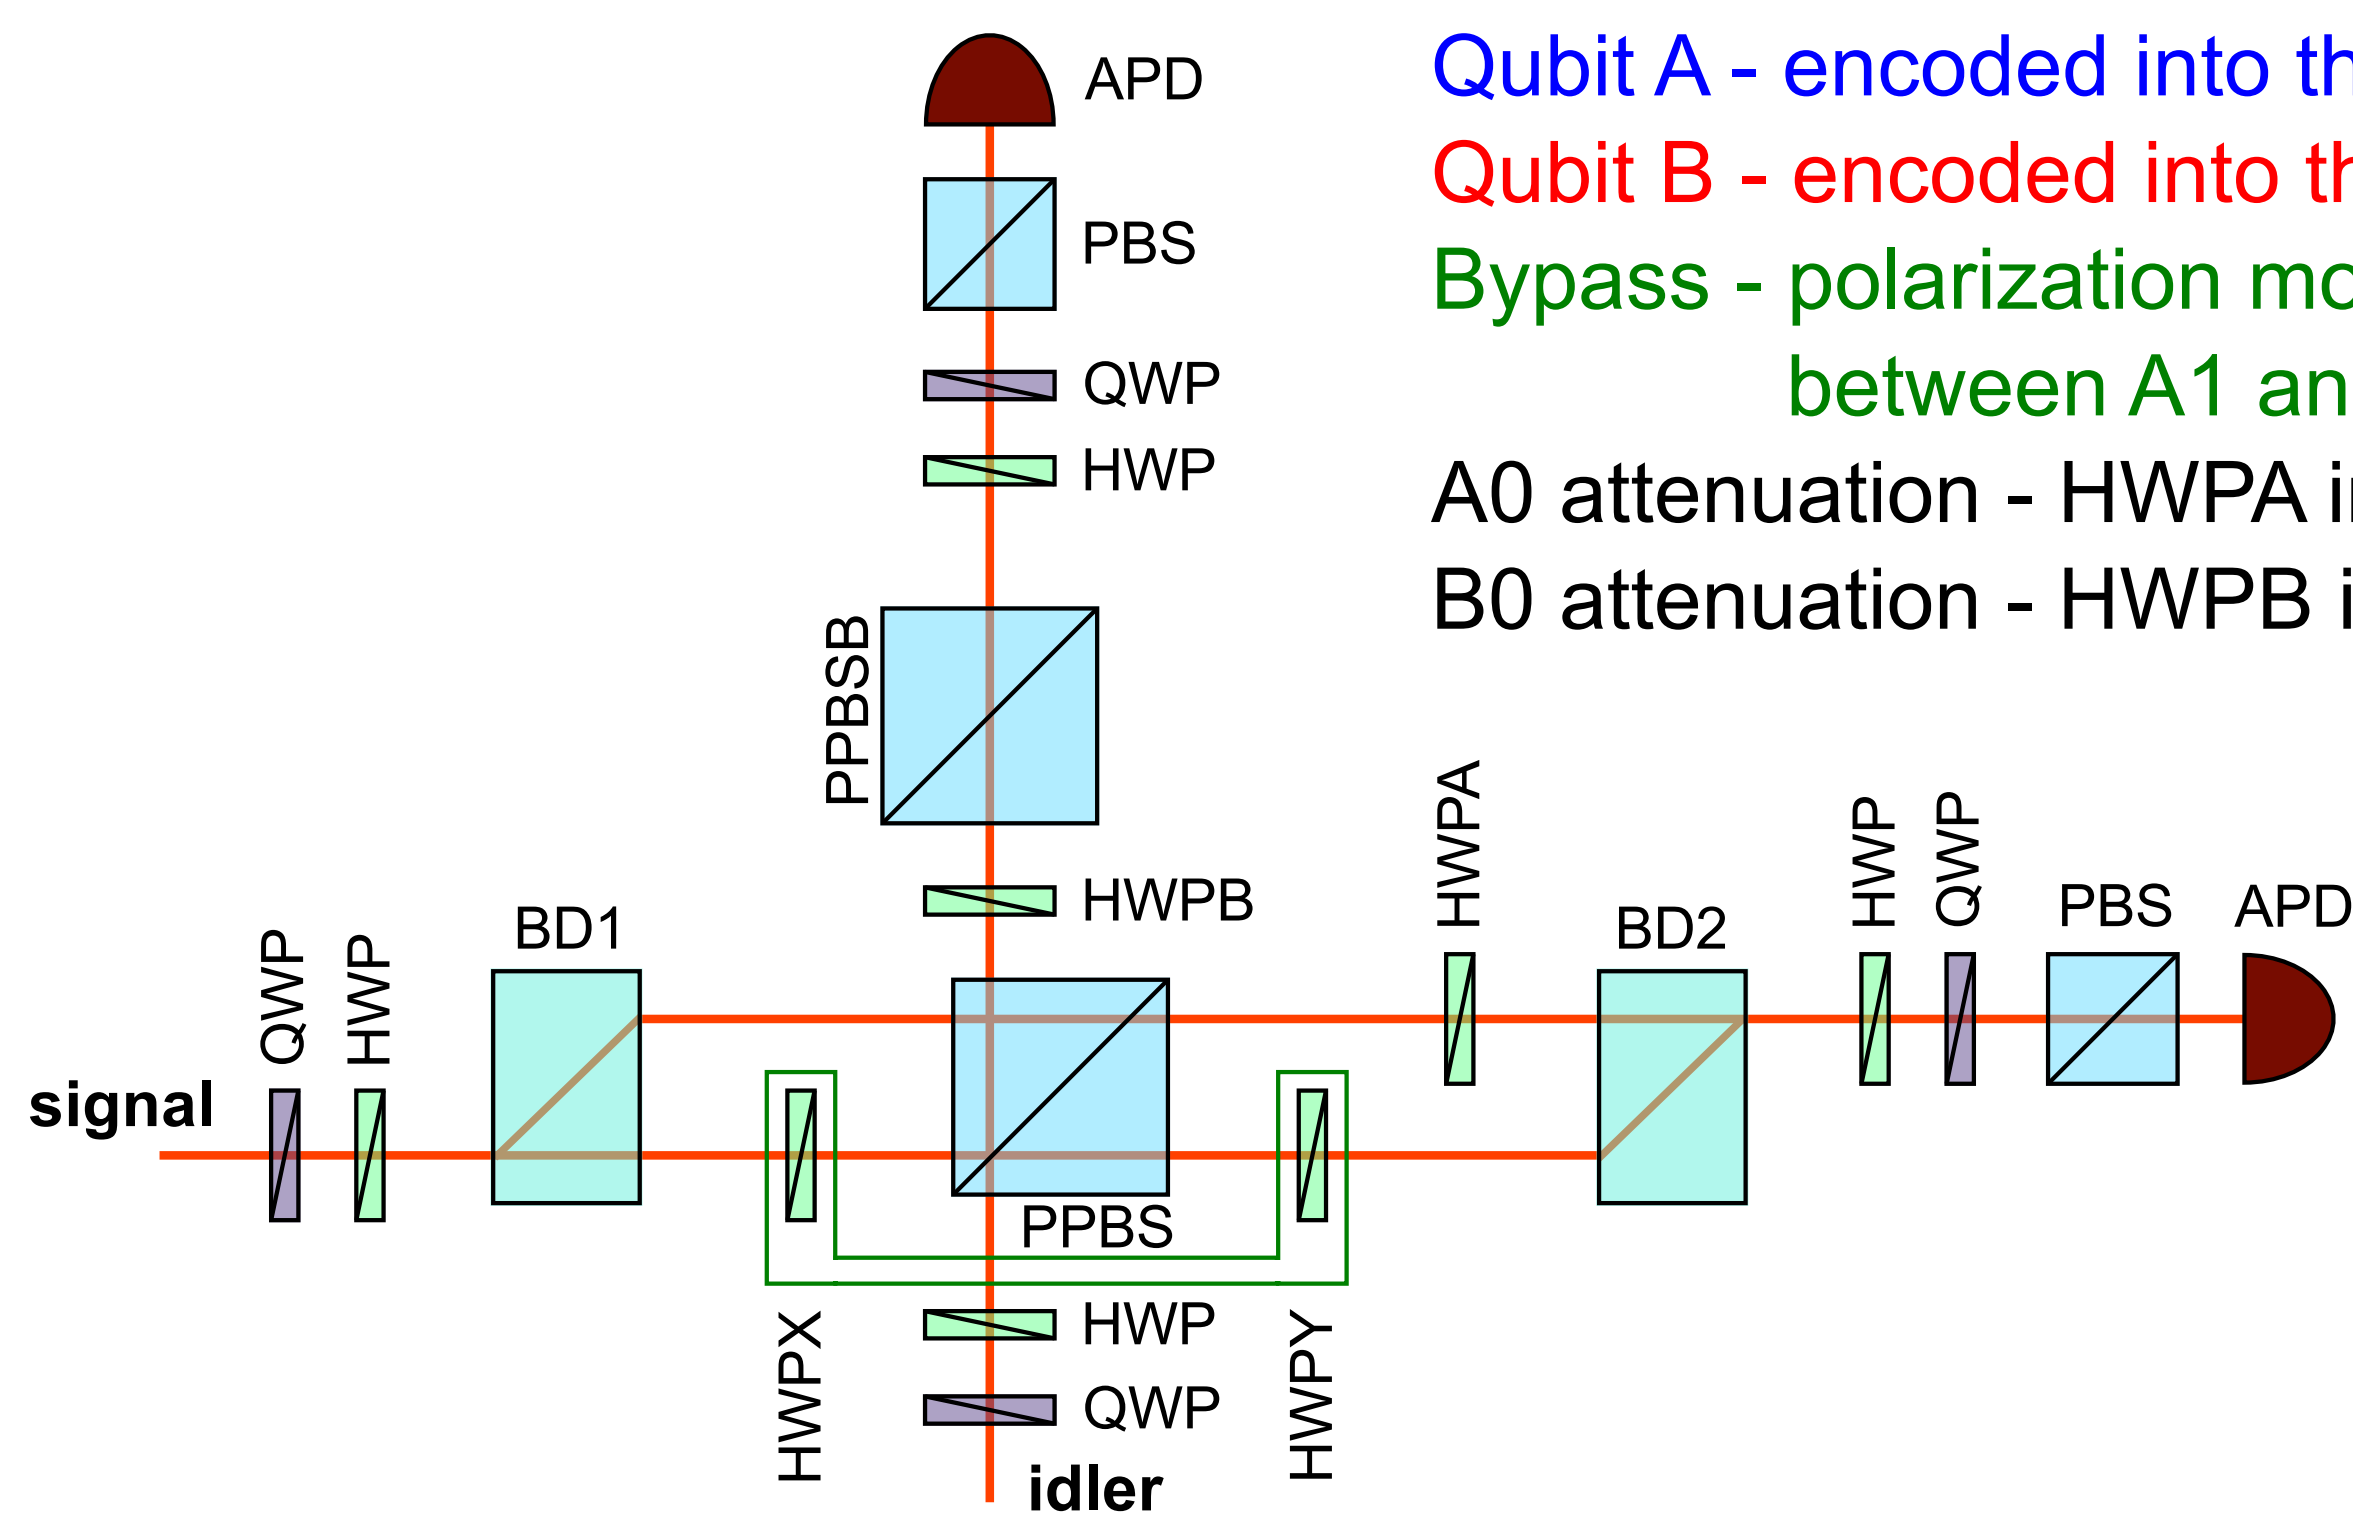 APD
Qubit A - encoded into th
PBS
Qubit B - encoded into th
Bypass - polarization mo
QWP
between A1 an
HWP
A0 attenuation - HWPA i
B0 attenuation - HWPB i
PPBSB
HWPA
HWP
QWP
HWPB
PBS
APD
BD1
BD2
QWP
HWP
signal
PPBS
HWPX
HWP
HWPY
QWP
idler